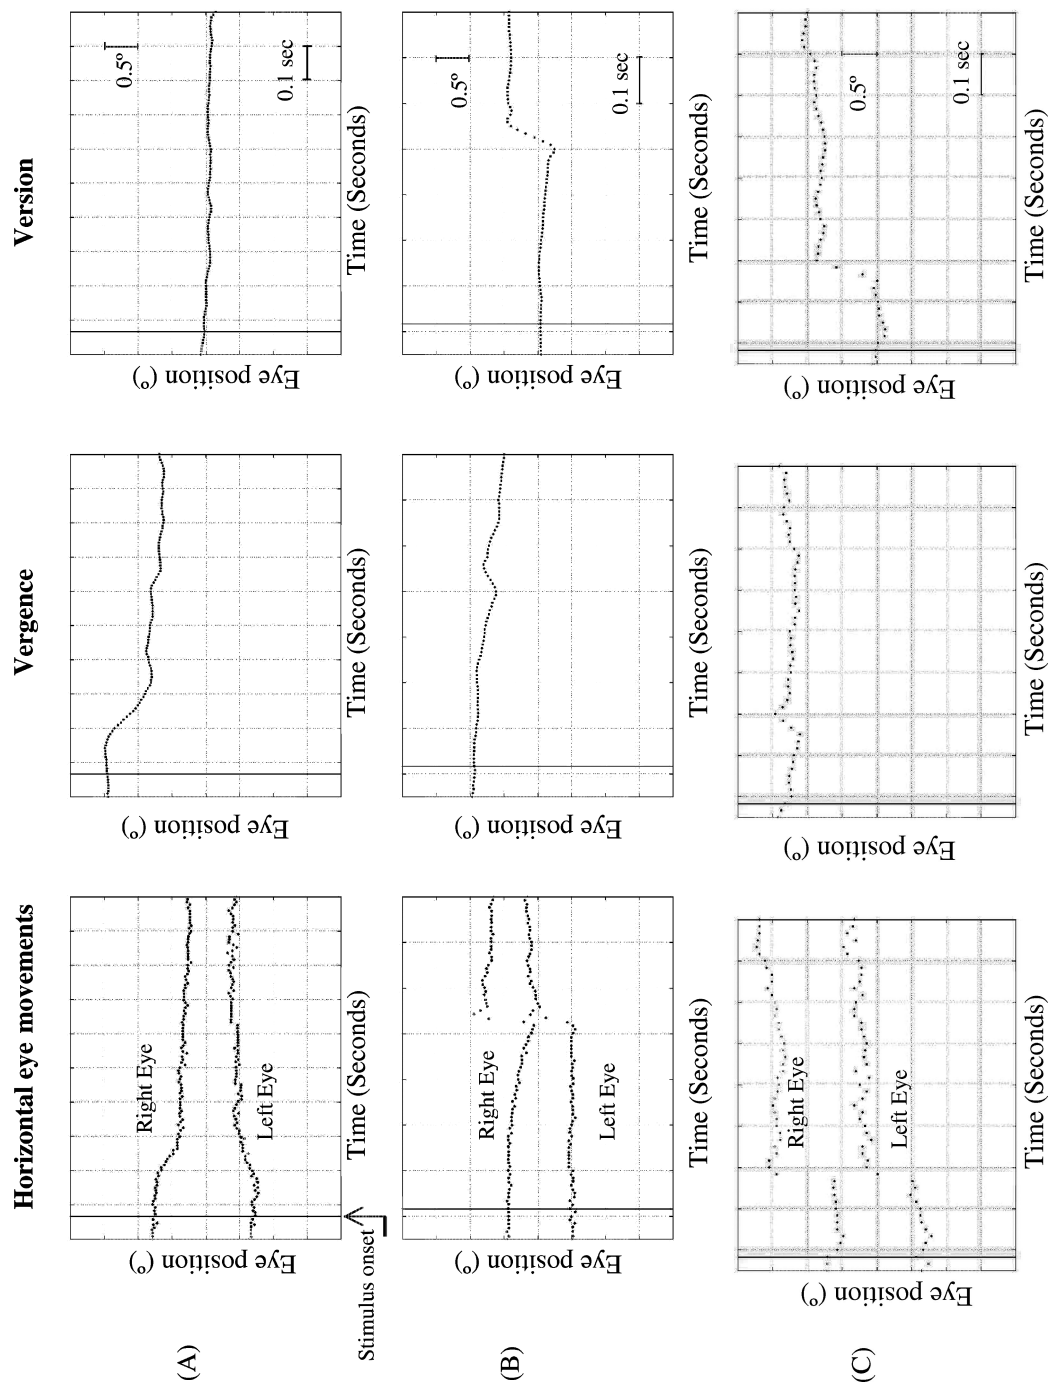 Horizontal eye movements
Vergence
Version
(A)
Eye position (º)
Right Eye
Left Eye
Time (Seconds)
Stimulus onset
Eye position (º)
Time (Seconds)
Eye position (º)
0.5º
0.1 sec
Time (Seconds)
(B)
Eye position (º)
Right Eye
Left Eye
Time (Seconds)
Eye position (º)
Time (Seconds)
Eye position (º)
0.5º
0.1 sec
Time (Seconds)
(C)
Eye position (º)
Right Eye
Left Eye
Time (Seconds)
Eye position (º)
Time (Seconds)
Eye position (º)
0.5º
0.1 sec
Time (Seconds)